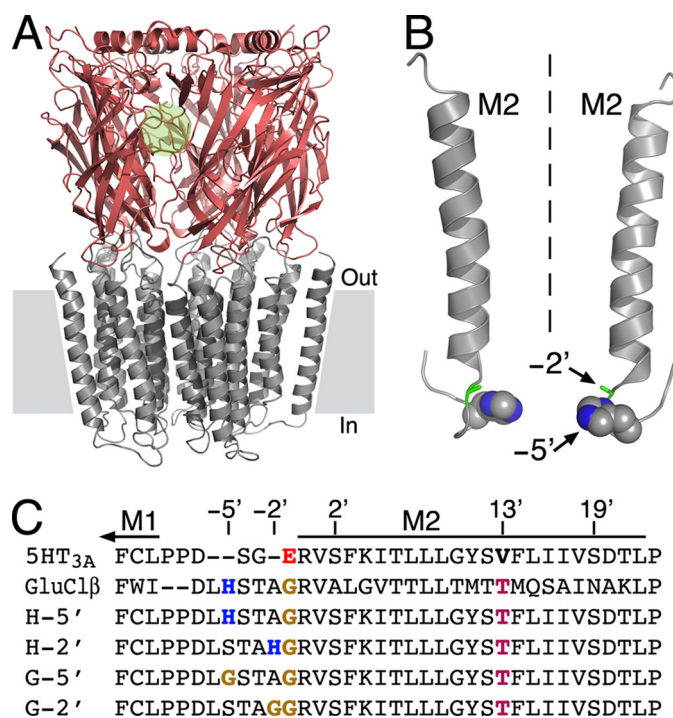 A
B
M2 M2
Out
In
−2’
−5’
C
−5’ −2’ 2’ 13’ 19’
M1 M2
5HT3A FCLPPD--SG-ERVSFKITLLLGYSVFLIIVSDTLP
GluClβ FWI--DLHSTAGRVALGVTTLLTMTTMQSAINAKLP
H-5’ FCLPPDLHSTAGRVSFKITLLLGYSTFLIIVSDTLP
H-2’ FCLPPDLSTAHGRVSFKITLLLGYSTFLIIVSDTLP
G-5’ FCLPPDLGSTAGRVSFKITLLLGYSTFLIIVSDTLP
G-2’ FCLPPDLSTAGGRVSFKITLLLGYSTFLIIVSDTLP